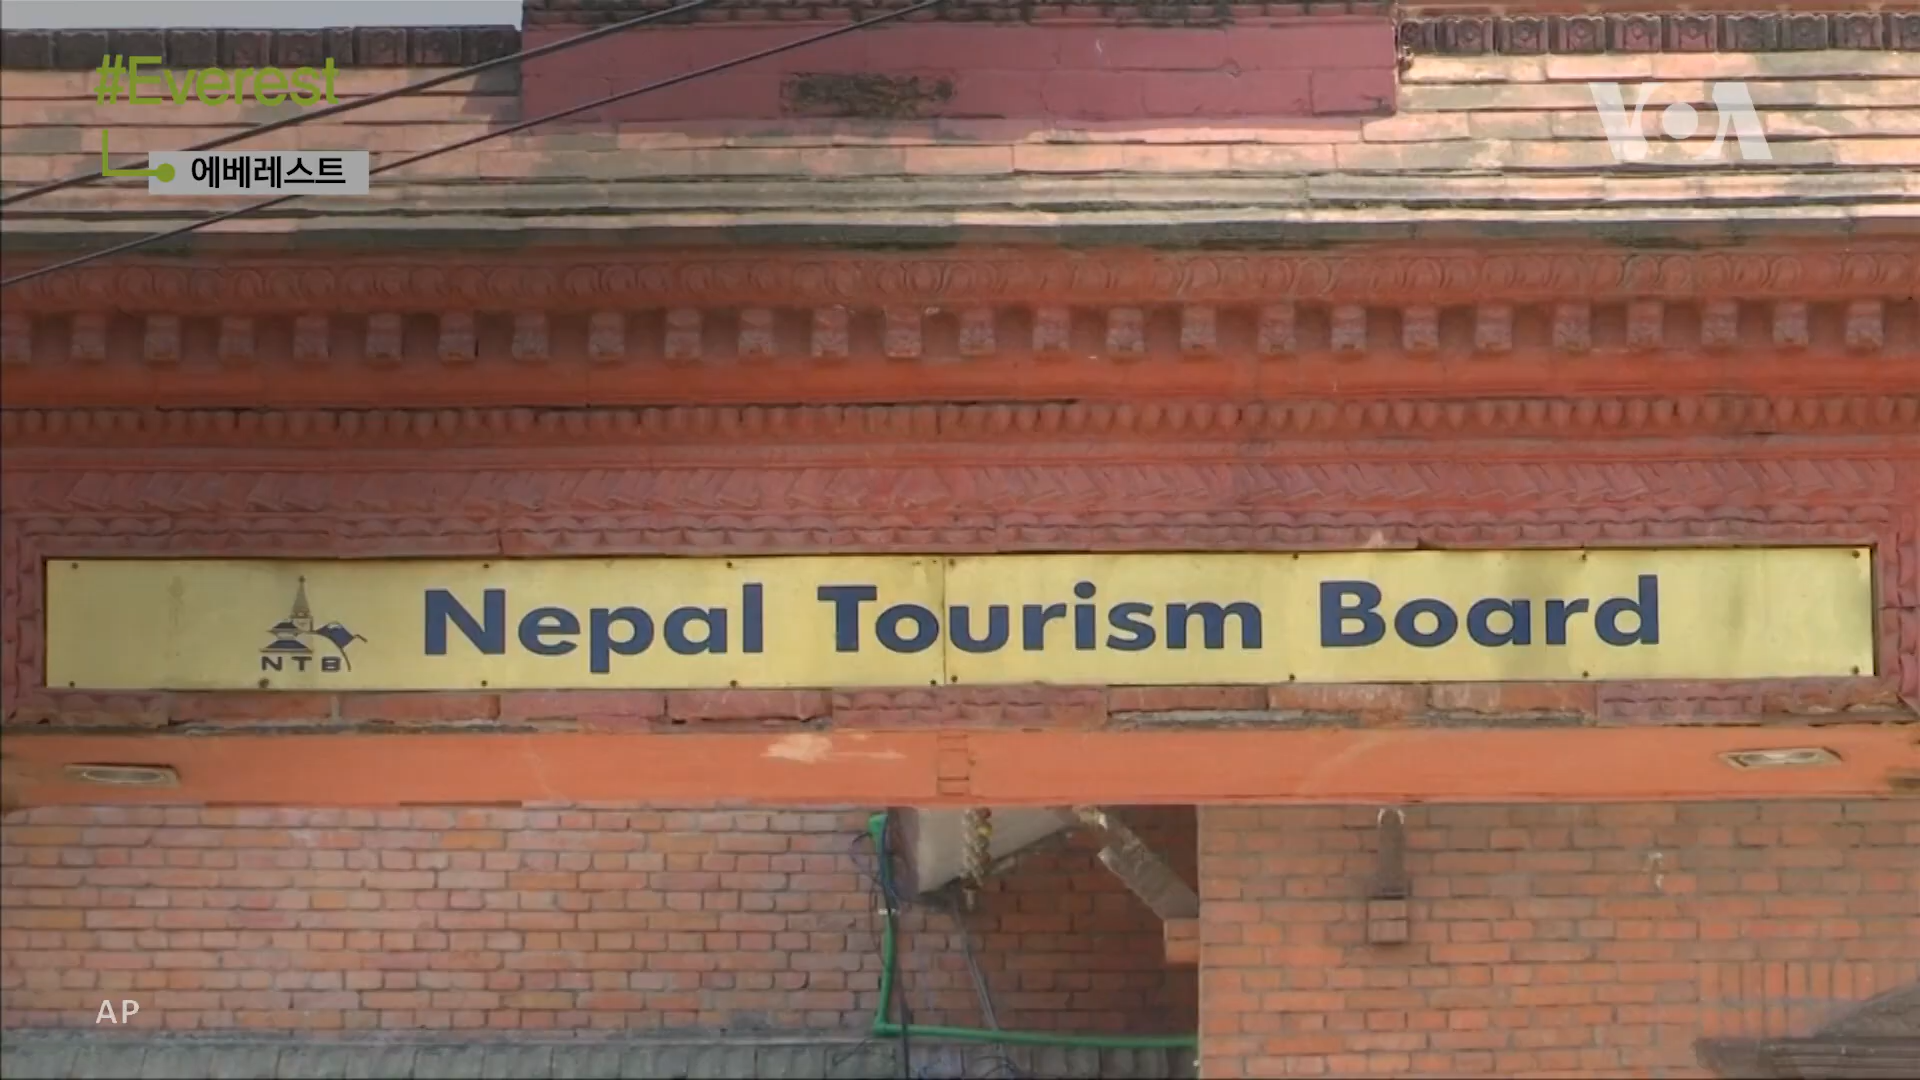 #Everest
에베레스트
VOA
NTB
Nepal Tourism Board
AP